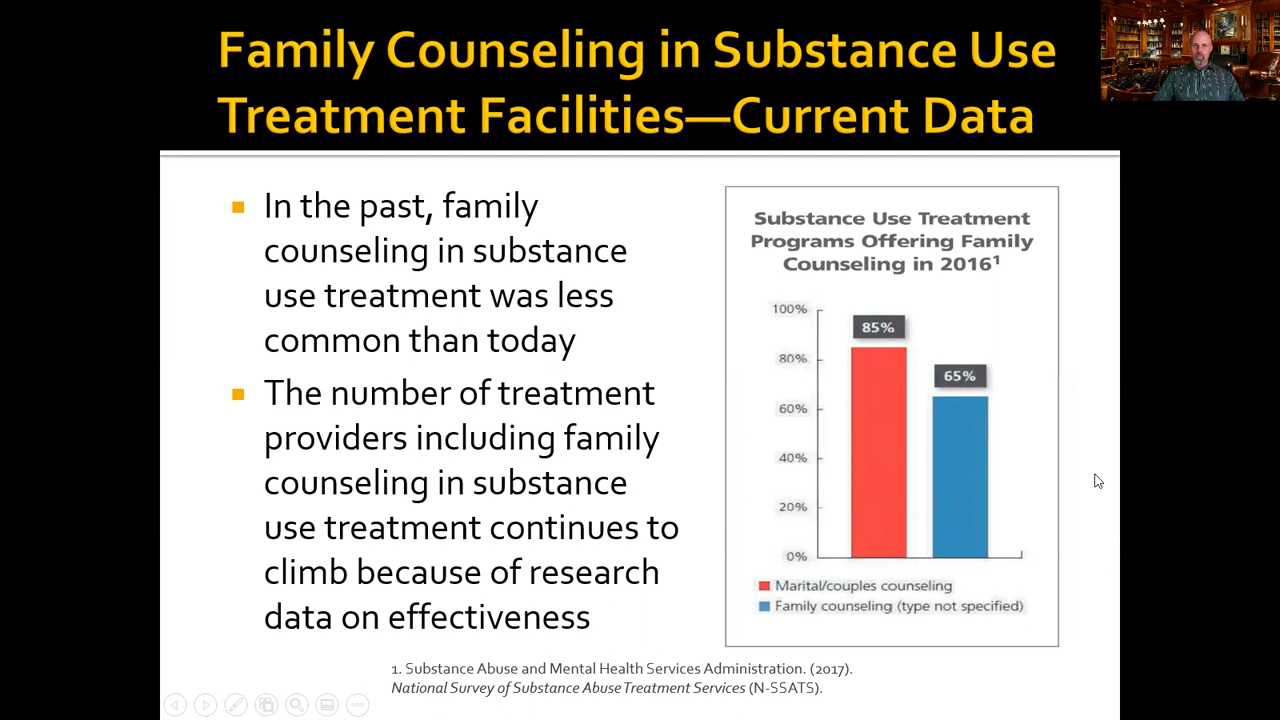 Family Counseling in Substance Use
Treatment Facilities—Current Data
In the past, family
counseling in substance
use treatment was less
common than today
The number of treatment
providers including family
counseling in substance
use treatment continues to
climb because of research
data on effectiveness
Substance Use Treatment
Programs Offering Family
Counseling in 2016¹
100%
85%
80%
65%
60%
40%
20%
0%
Marital/couples counseling
Family counseling (type not specified)
1. Substance Abuse and Mental Health Services Administration. (2017).
National Survey of Substance Abuse Treatment Services (N-SSATS).